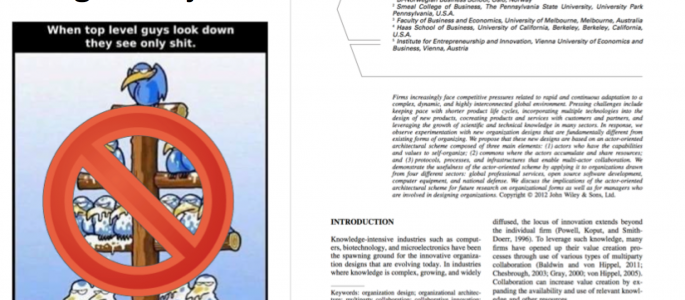 When top level guys look down
they see only shit.
Norway
² Smeal College of Business, The Pennsylvania State University, University Park
Pennsylvania, U.S.A.
³ Faculty of Business and Economics, University of Melbourne, Melbourne, Australia
⁴ Haas School of Business, University of California, Berkeley, Berkeley, California,
U.S.A.
⁵ Institute for Entrepreneurship and Innovation, Vienna University of Economics and
Business, Vienna, Austria
Firms increasingly face competitive pressures related to rapid and continuous adaptation to a
complex, dynamic, and highly interconnected global environment. Pressing challenges include
keeping pace with shorter product life cycles, incorporating multiple technologies into the
design of new products, cocreating products and services with customers and partners, and
leveraging the growth of scientific and technical knowledge in many sectors. In response, we
observe experimentation with new organization designs that are fundamentally different from
existing forms of organizing. We propose that these new designs are based on an actor-oriented
architectural scheme composed of three main elements: (1) actors who have the capabilities
and values to self-organize; (2) commons where the actors accumulate and share resources;
and (3) protocols, processes, and infrastructures that enable multi-actor collaboration. We
demonstrate the usefulness of the actor-oriented scheme by applying it to organizations drawn
from four different sectors: global professional services, open source software development,
computer equipment, and national defense. We discuss the implications of the actor-oriented
architectural scheme for future research on organizational forms as well as for managers who
are involved in designing organizations. Copyright © 2012 John Wiley & Sons, Ltd.
INTRODUCTION
Knowledge-intensive industries such as comput-
ers, biotechnology, and microelectronics have been
the spawning ground for the innovative organiza-
tion designs that are evolving today. In industries
where knowledge is complex, growing, and widely
Keywords: organization design; organizational architec-
diffused, the locus of innovation extends beyond
the individual firm (Powell, Koput, and Smith-
Doerr, 1996). To leverage such knowledge, many
firms have opened up their value creation pro-
cesses through use of various types of multiparty
collaboration (Baldwin and von Hippel, 2011;
Chesbrough, 2003; Gray, 2000; von Hippel, 2005).
Collaboration can increase value creation by ex-
panding the availability and use of relevant knowl-
edge and other resources